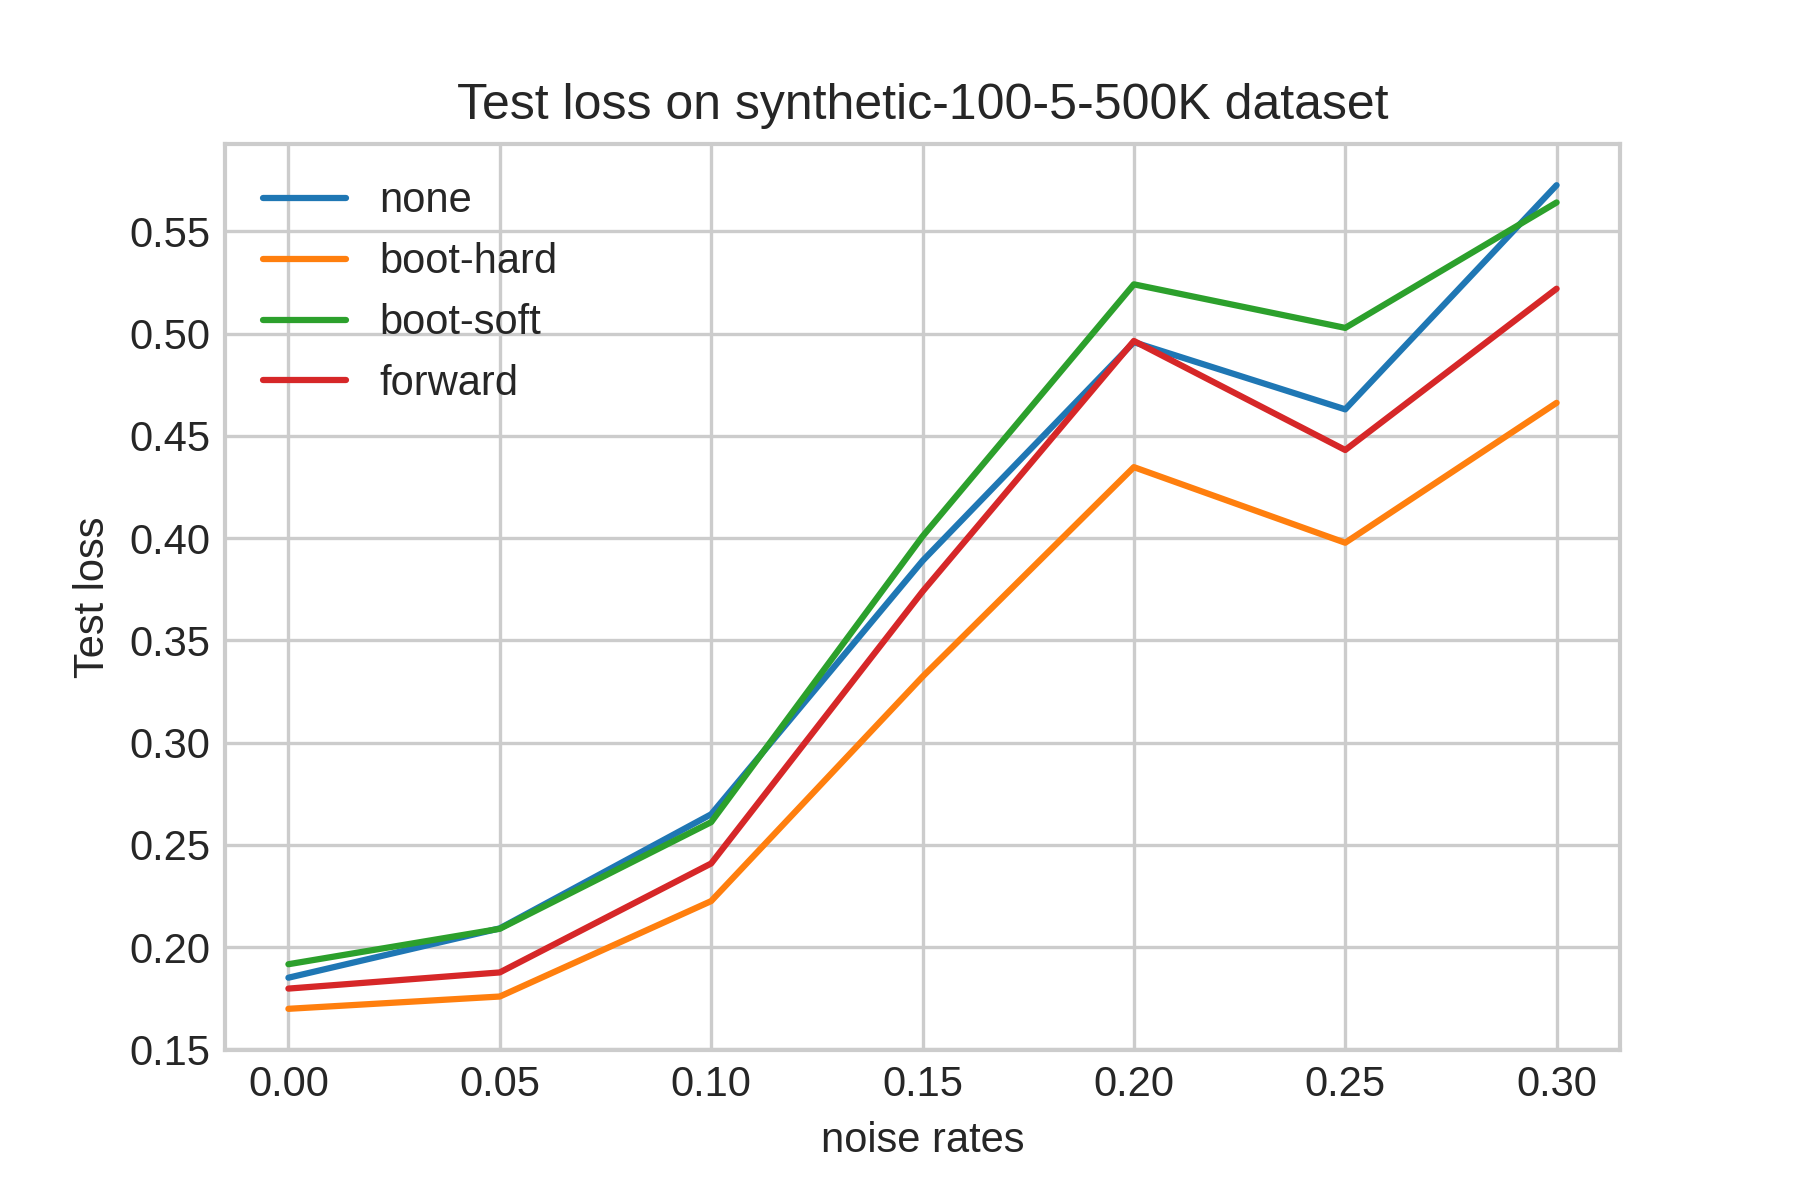 Test loss on synthetic-100-5-500K dataset
none
boot-hard
boot-soft
forward
0.55
0.50
0.45
0.40
0.35
0.30
0.25
0.20
0.15
Test loss
0.00 0.05 0.10 0.15 0.20 0.25 0.30
noise rates